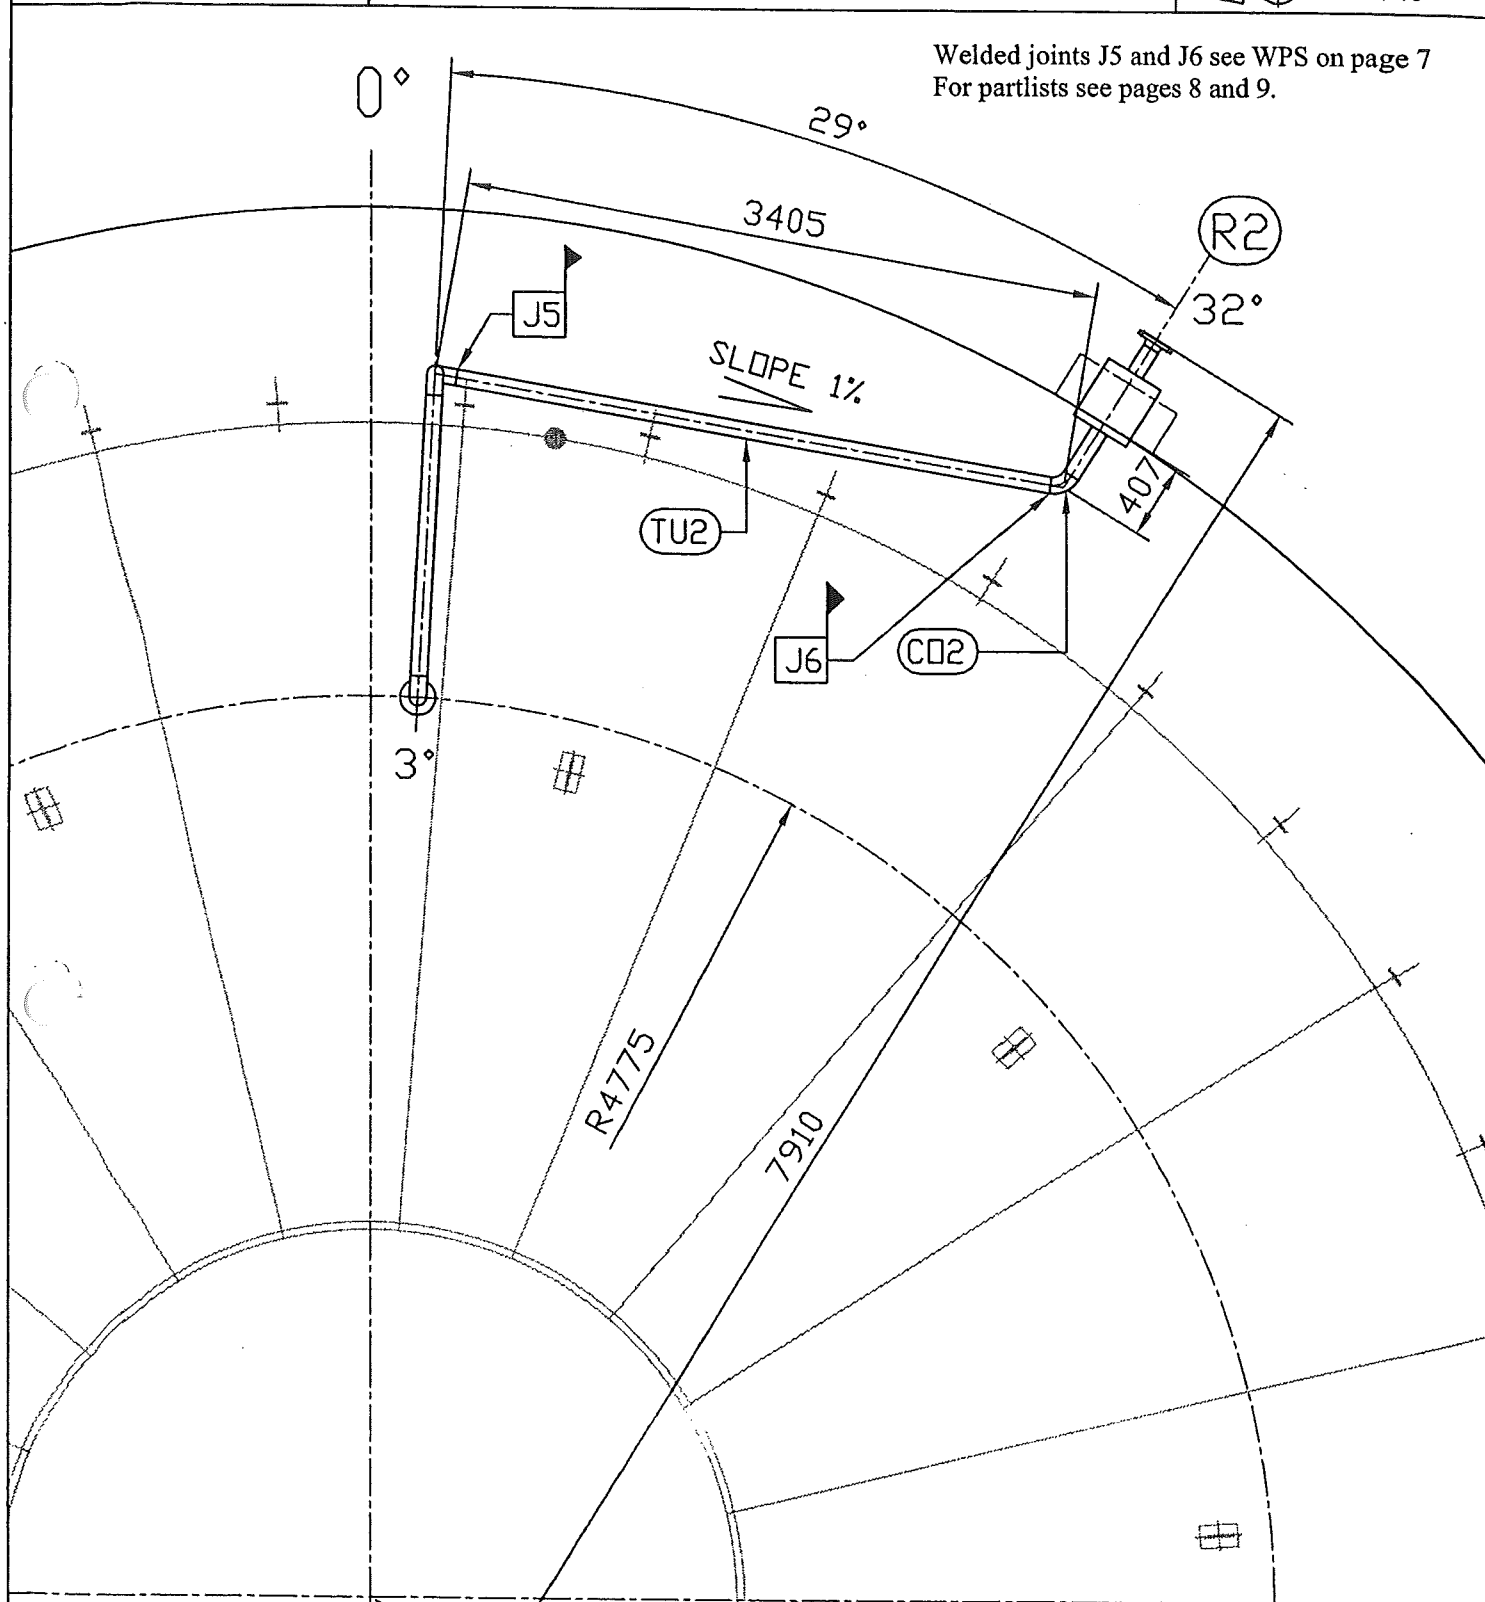 Welded joints J5 and J6 see WPS on page 7
For partlists see pages 8 and 9.
0°
29°
3405
R2
32°
J5
SLOPE 1%
407
TU2
J6
CO2
3°
R4775
7910